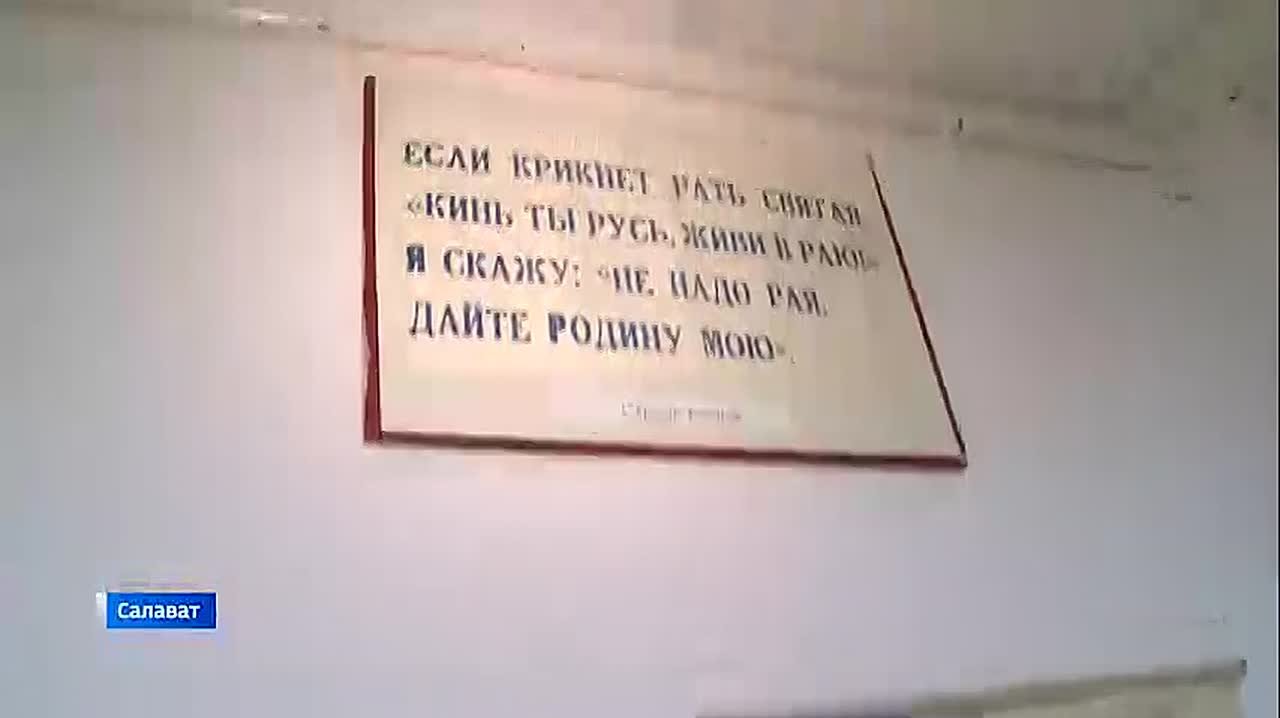 ЕСЛИ КРИКНЕТ РАТЬ СВЯТАЯ
«КИНЬ ТЫ РУСЬ, ЖИВИ В РАЮ!»
Я СКАЖУ: «НЕ НАДО РАЯ,
ДАЙТЕ РОДИНУ МОЮ».
Салават